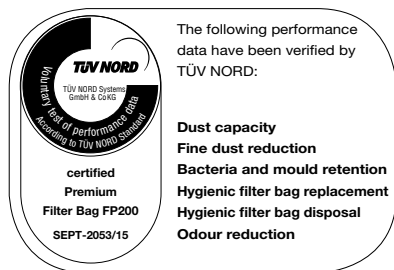 TÜV NORD
TÜV NORD Systems
GmbH & CoKG
Voluntary test of performance data
According to TÜV NORD Standard
certified
Premium
Filter Bag FP200
SEPT-2053/15
The following performance
data have been verified by
TÜV NORD:
Dust capacity
Fine dust reduction
Bacteria and mould retention
Hygienic filter bag replacement
Hygienic filter bag disposal
Odour reduction